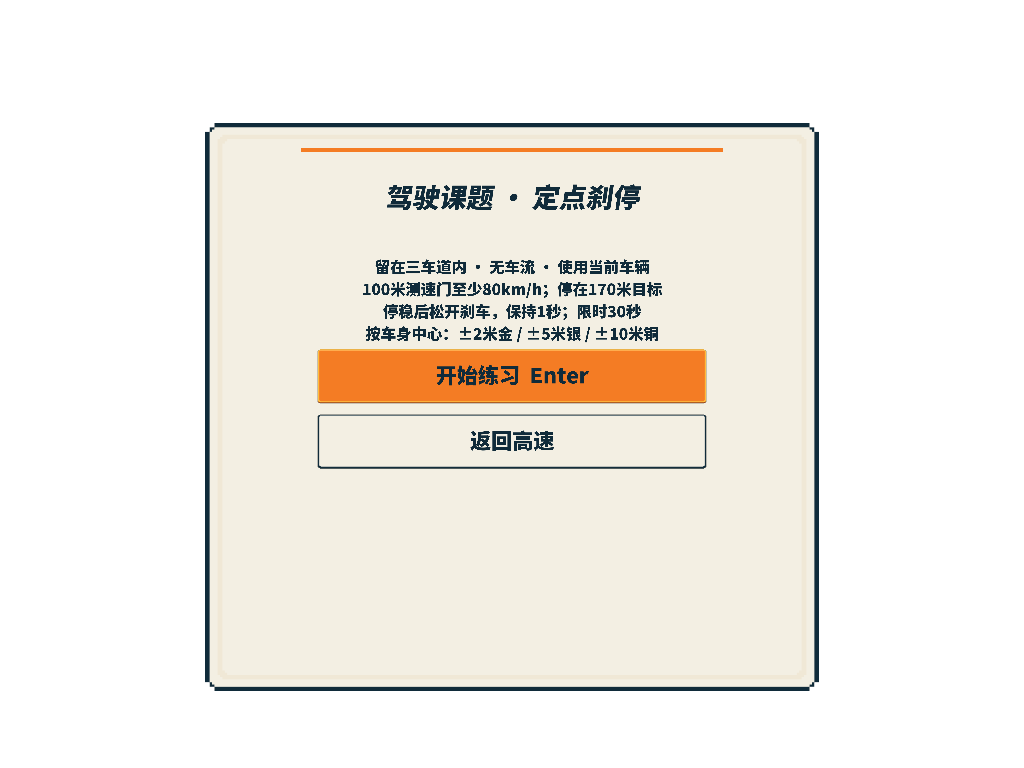 驾驶课题 · 定点刹停
留在三车道内 · 无车流 · 使用当前车辆
100米测速门至少80km/h；停在170米目标
停稳后松开刹车，保持1秒；限时30秒
按车身中心：±2米金 / ±5米银 / ±10米铜
开始练习 Enter
返回高速